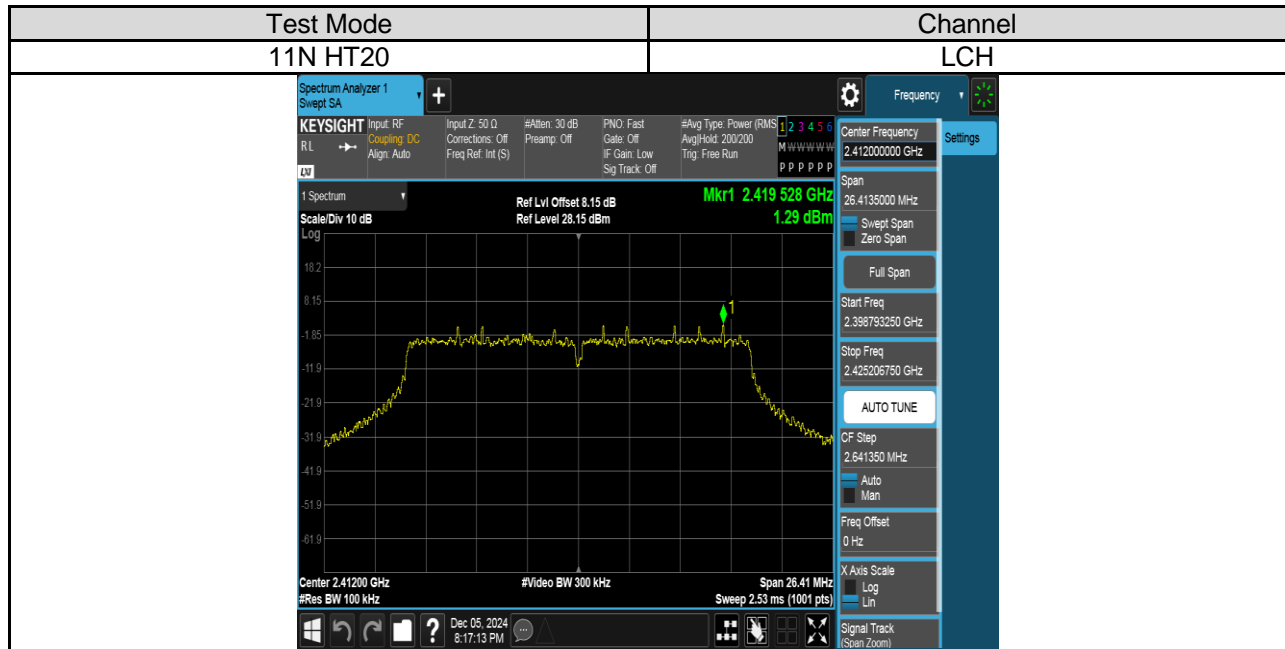 Test Mode Channel
11N HT20 LCH
Spectrum Analyzer 1
Swept SA
+
Frequency
KEYSIGHT
RL
LXI
Input: RF
Coupling: DC
Align: Auto
Input Z: 50 Ω
Corrections: Off
Freq Ref: Int (S)
#Atten: 30 dB
Preamp: Off
PNO: Fast
Gate: Off
IF Gain: Low
Sig Track: Off
#Avg Type: Power (RMS
Avg|Hold: 200/200
Trig: Free Run
1 2 3 4 5 6
M W W W W W
P P P P P P
1 Spectrum
Scale/Div 10 dB
Log
Ref Lvl Offset 8.15 dB
Ref Level 28.15 dBm
Mkr1 2.419 528 GHz
1.29 dBm
18.2
8.15
-1.85
-11.9
-21.9
-31.9
-41.9
-51.9
-61.9
1
Center 2.41200 GHz
#Res BW 100 kHz
#Video BW 300 kHz
Span 26.41 MHz
Sweep 2.53 ms (1001 pts)
Center Frequency
2.412000000 GHz
Settings
Span
26.4135000 MHz
Swept Span
Zero Span
Full Span
Start Freq
2.398793250 GHz
Stop Freq
2.425206750 GHz
AUTO TUNE
CF Step
2.641350 MHz
Auto
Man
Freq Offset
0 Hz
X Axis Scale
Log
Lin
Signal Track
(Span Zoom)
?
Dec 05, 2024
8:17:13 PM